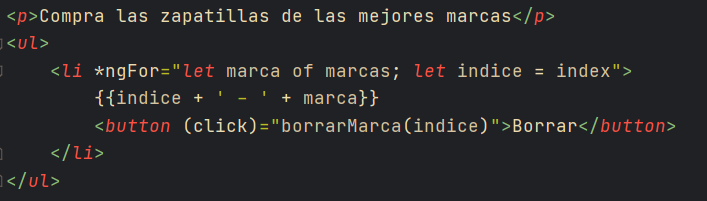 <p>Compra las zapatillas de las mejores marcas</p>
<ul>
    <li *ngFor="let marca of marcas; let indice = index">
        {{indice + ' - ' + marca}}
        <button (click)="borrarMarca(indice)">Borrar</button>
    </li>
</ul>